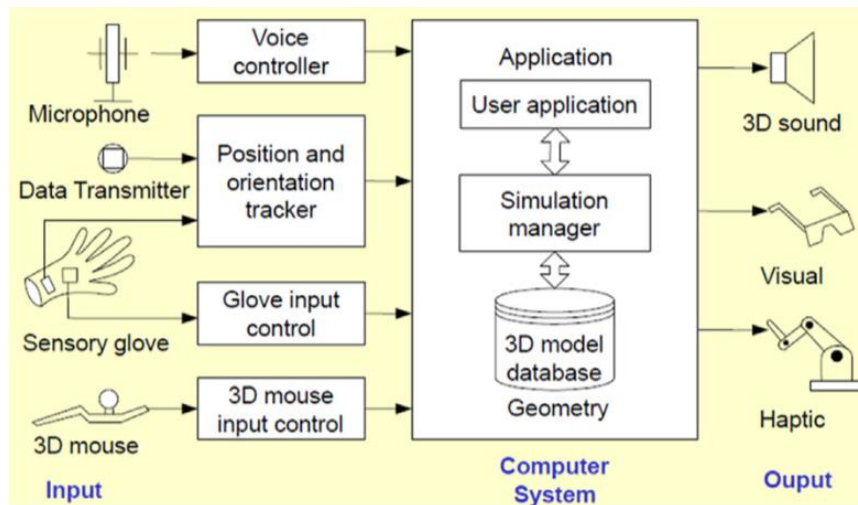 Microphone
Data Transmitter
Sensory glove
3D mouse
Input
Voice
controller
Position and
orientation
tracker
Glove input
control
3D mouse
input control
Application
User application
Simulation
manager
3D model
database
Geometry
Computer
System
3D sound
Visual
Haptic
Ouput